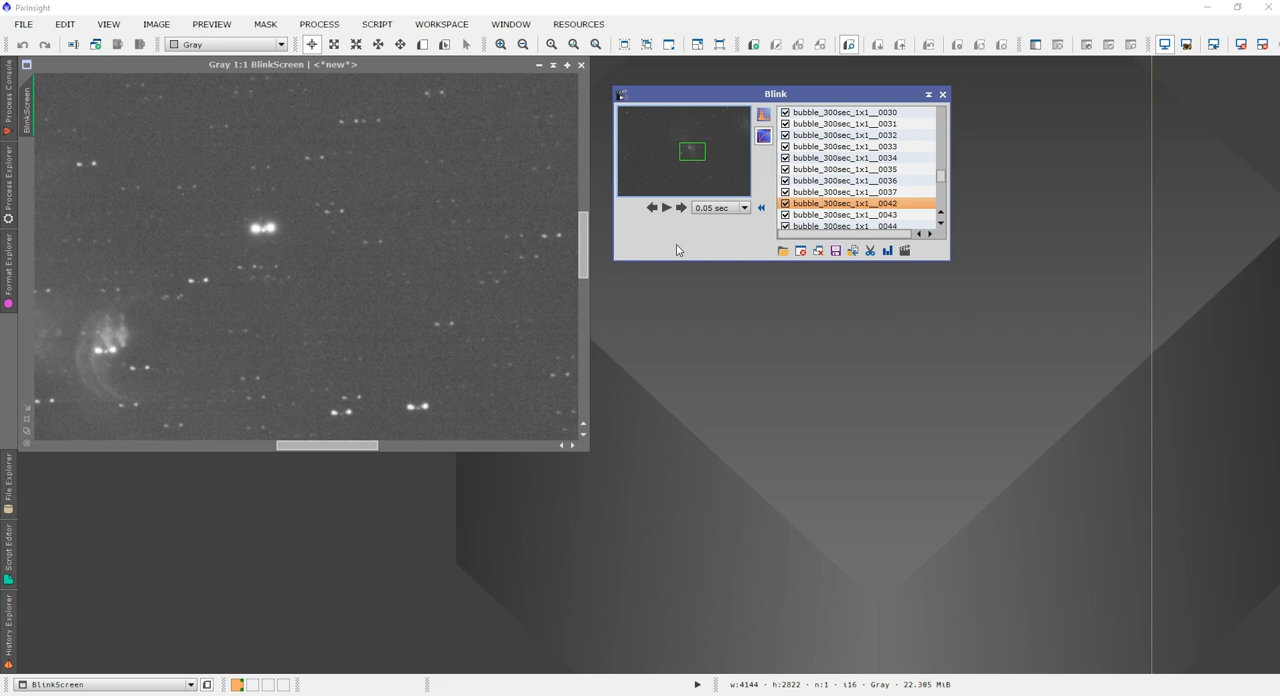 PixInsight
FILE EDIT VIEW IMAGE PREVIEW MASK PROCESS SCRIPT WORKSPACE WINDOW RESOURCES
Gray
Gray 1:1 BlinkScreen | <*new*>
BlinkScreen
Process Console
Process Explorer
Format Explorer
File Explorer
Script Editor
History Explorer
Blink
bubble_300sec_1x1__0030
bubble_300sec_1x1__0031
bubble_300sec_1x1__0032
bubble_300sec_1x1__0033
bubble_300sec_1x1__0034
bubble_300sec_1x1__0035
bubble_300sec_1x1__0036
bubble_300sec_1x1__0037
bubble_300sec_1x1__0042
bubble_300sec_1x1__0043
bubble_300sec_1x1__0044
0.05 sec
BlinkScreen
w:4144 · h:2822 · n:1 · i16 · Gray · 22.305 MiB